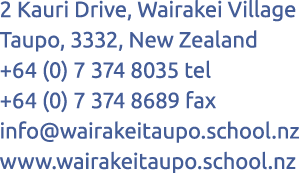 2 Kauri Drive, Wairakei Village
Taupo, 3332, New Zealand
+64 (0) 7 374 8035 tel
+64 (0) 7 374 8689 fax
info@wairakeitaupo.school.nz
www.wairakeitaupo.school.nz